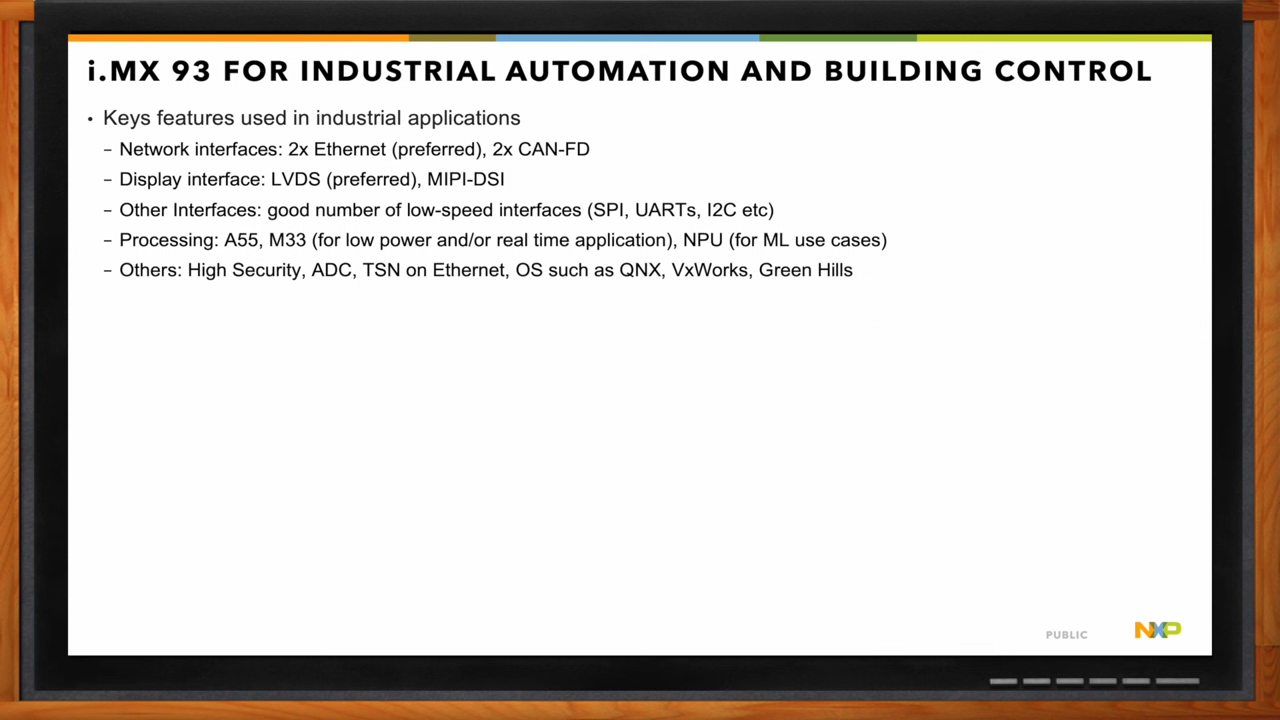 i.MX 93 FOR INDUSTRIAL AUTOMATION AND BUILDING CONTROL
• Keys features used in industrial applications
– Network interfaces: 2x Ethernet (preferred), 2x CAN-FD
– Display interface: LVDS (preferred), MIPI-DSI
– Other Interfaces: good number of low-speed interfaces (SPI, UARTs, I2C etc)
– Processing: A55, M33 (for low power and/or real time application), NPU (for ML use cases)
– Others: High Security, ADC, TSN on Ethernet, OS such as QNX, VxWorks, Green Hills
PUBLIC
NXP